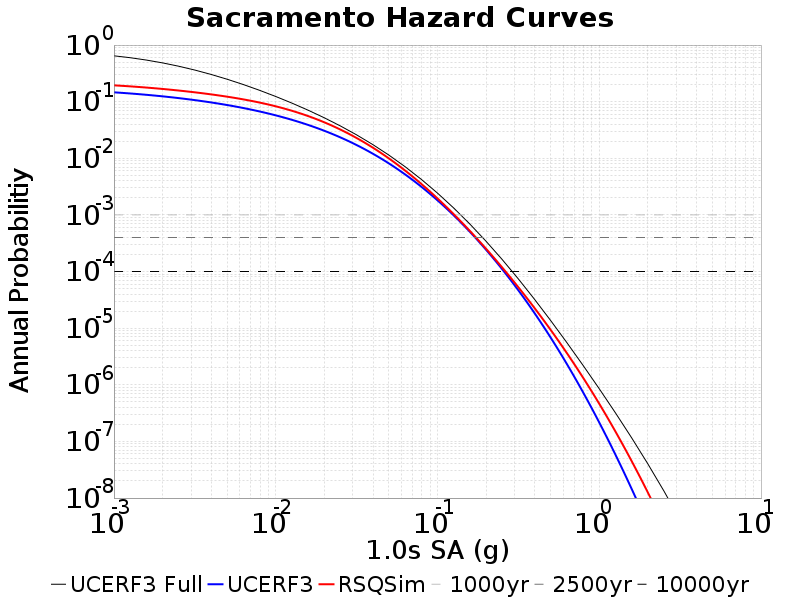 Sacramento Hazard Curves
10^0
10^-1
10^-2
10^-3
10^-4
10^-5
10^-6
10^-7
10^-8
Annual Probabilitiy
10^-3 10^-2 10^-1 10^0 10^1
1.0s SA (g)
UCERF3 Full UCERF3 RSQSim 1000yr 2500yr 10000yr